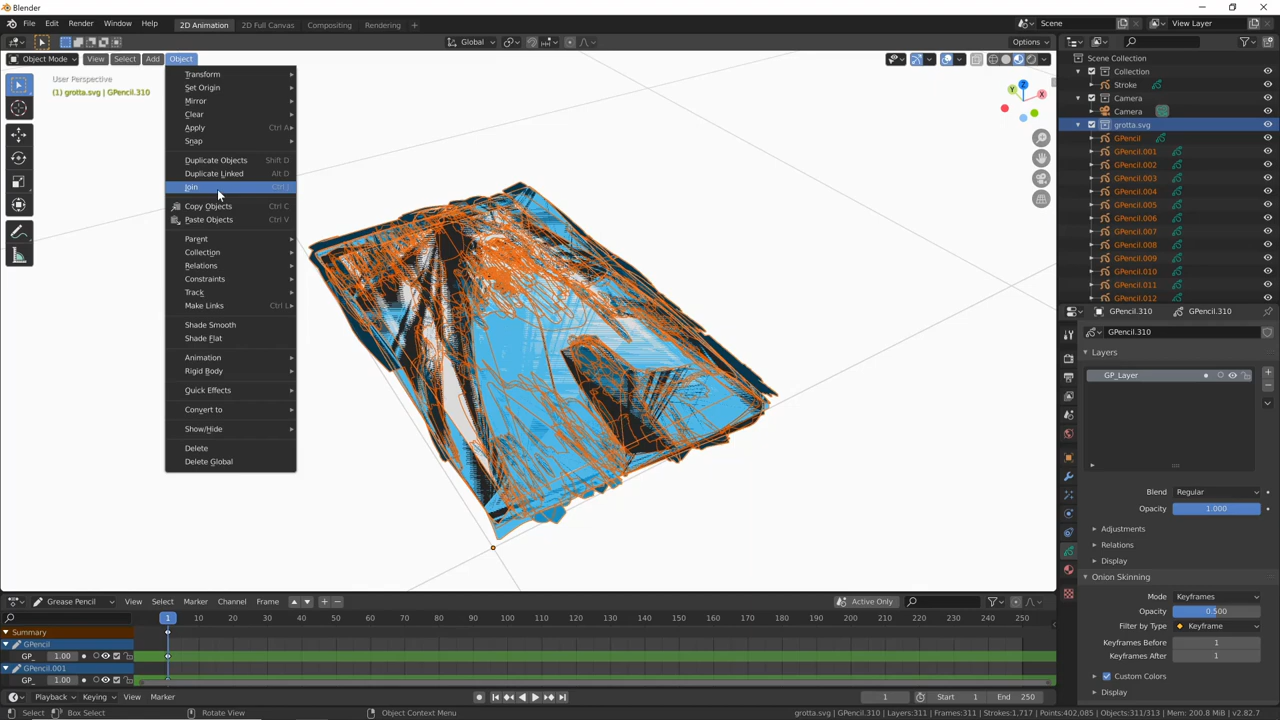 Blender
File Edit Render Window Help
2D Animation 2D Full Canvas Compositing Rendering +
Scene
View Layer
Global
Options
Object Mode View Select Add Object
User Perspective
(1) grotta.svg | GPencil.310
Transform
Set Origin
Mirror
Clear
Apply Ctrl A
Snap
Duplicate Objects Shift D
Duplicate Linked Alt D
Join Ctrl J
Copy Objects Ctrl C
Paste Objects Ctrl V
Parent
Collection
Relations
Constraints
Track
Make Links Ctrl L
Shade Smooth
Shade Flat
Animation
Rigid Body
Quick Effects
Convert to
Show/Hide
Delete
Delete Global
Z
Y
X
Scene Collection
Collection
Stroke
Camera
Camera
grotta.svg
GPencil
GPencil.001
GPencil.002
GPencil.003
GPencil.004
GPencil.005
GPencil.006
GPencil.007
GPencil.008
GPencil.009
GPencil.010
GPencil.011
GPencil.012
GPencil.310 GPencil.310
GPencil.310
Layers
GP_Layer
Blend Regular
Opacity 1.000
Adjustments
Relations
Display
Onion Skinning
Mode Keyframes
Opacity 0.500
Filter by Type Keyframe
Keyframes Before 1
Keyframes After 1
Custom Colors
Display
Grease Pencil View Select Marker Channel Frame
Active Only
1 10 20 30 40 50 60 70 80 90 100 110 120 130 140 150 160 170 180 190 200 210 220 230 240 250
Summary
GPencil
GP_ 1.00
GPencil.001
GP_ 1.00
Playback Keying View Marker
1 Start 1 End 250
Select Box Select Rotate View Object Context Menu
grotta.svg | GPencil.310 | Layers:311 | Frames:311 | Strokes:1,717 | Points:402,085 | Objects:311/313 | Mem: 200.8 MiB | v2.82.7